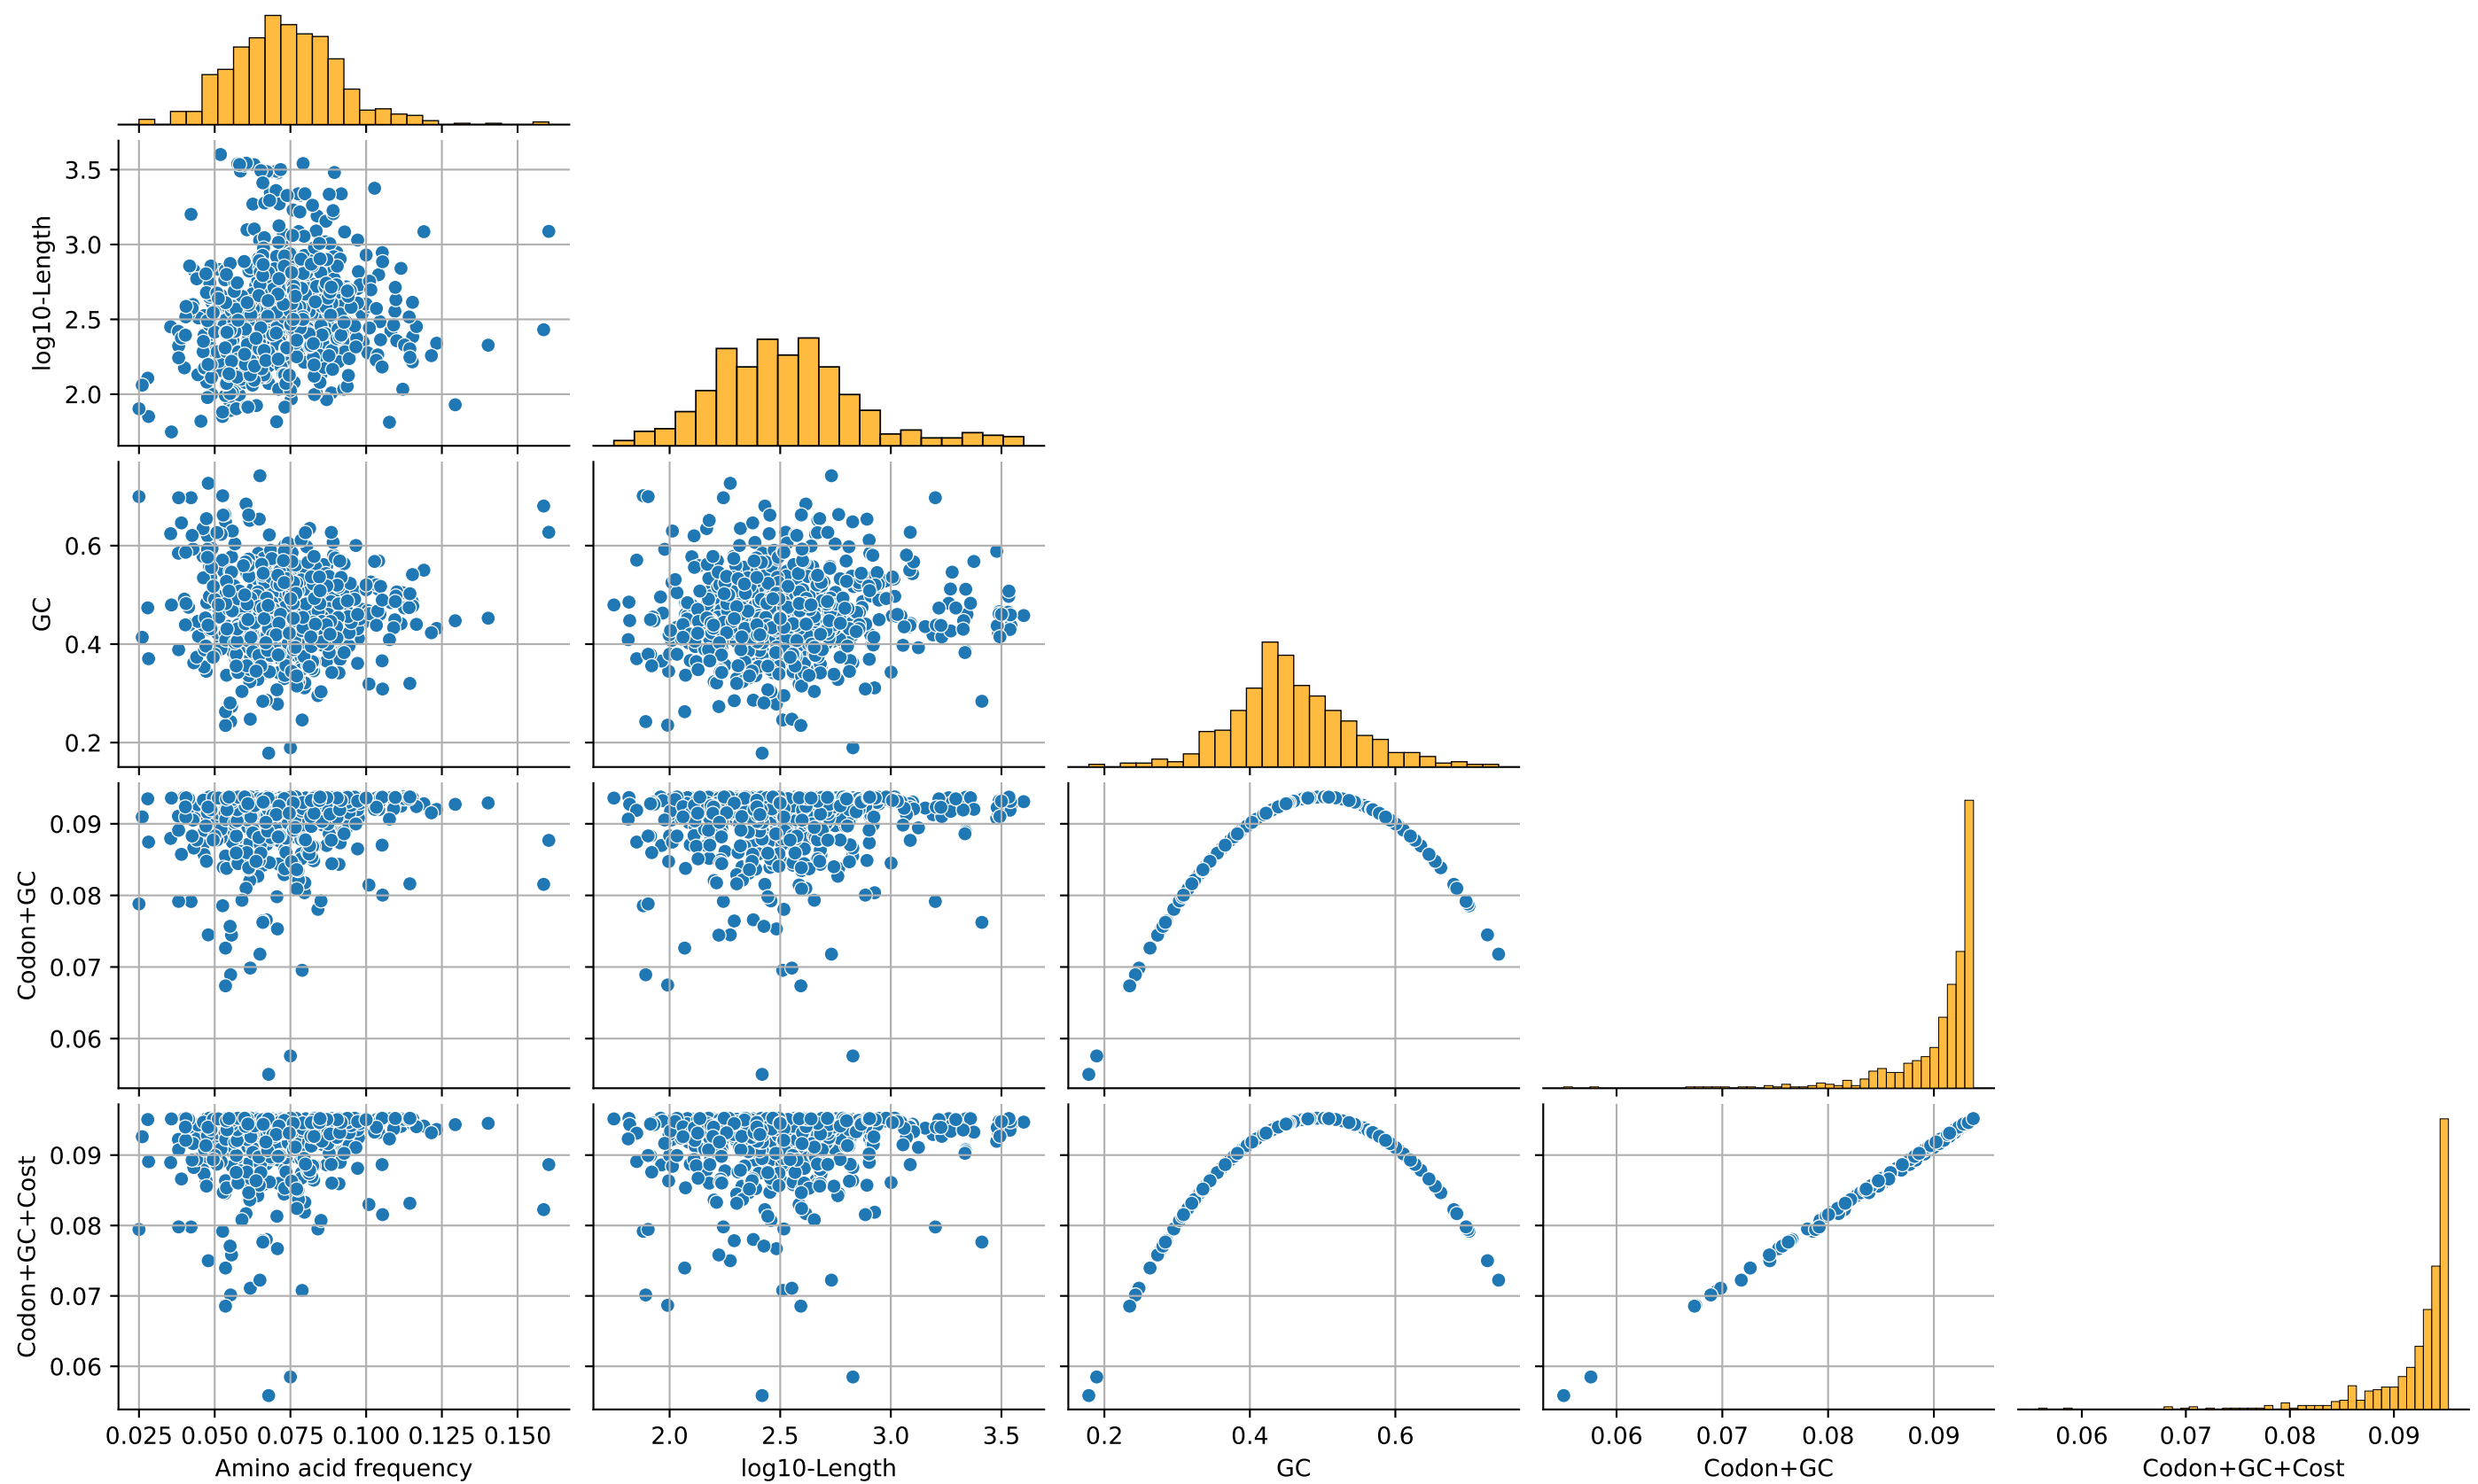 3.5
3.0
2.5
2.0
log10-Length
0.6
0.4
0.2
GC
0.09
0.08
0.07
0.06
Codon+GC
0.09
0.08
0.07
0.06
Codon+GC+Cost
0.025 0.050 0.075 0.100 0.125 0.150
Amino acid frequency
2.0 2.5 3.0 3.5
log10-Length
0.2 0.4 0.6
GC
0.06 0.07 0.08 0.09
Codon+GC
0.06 0.07 0.08 0.09
Codon+GC+Cost